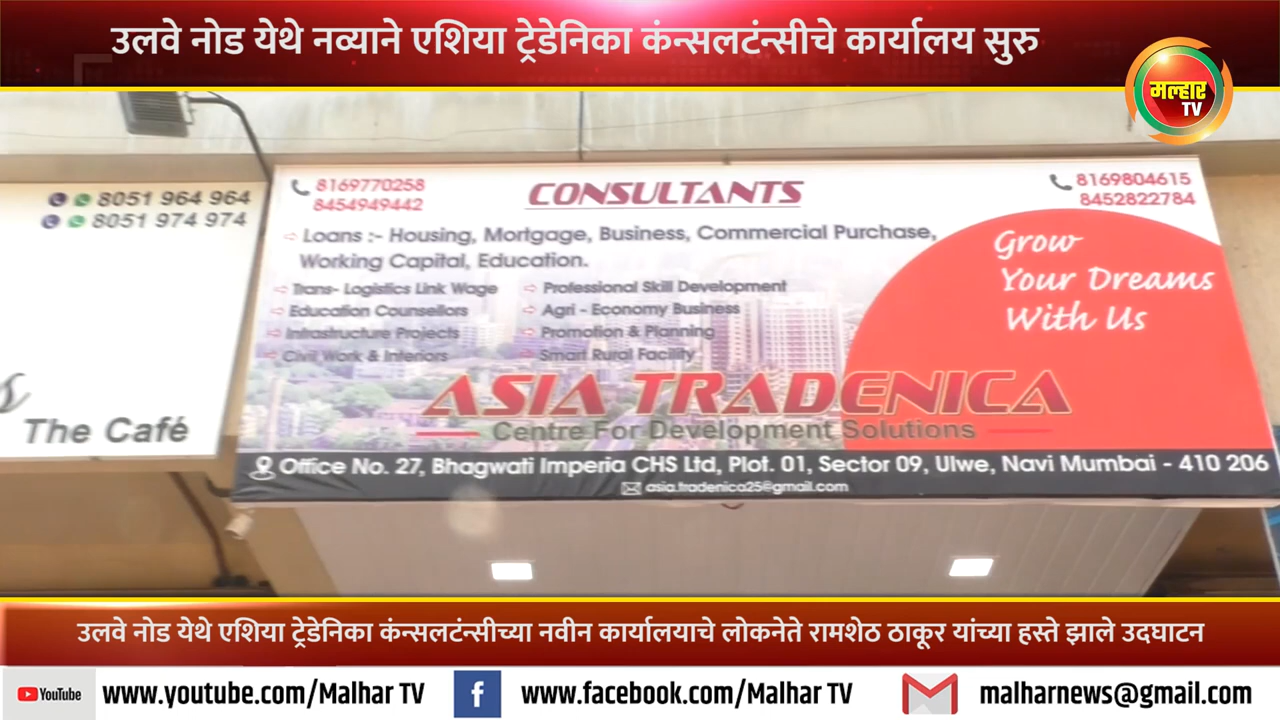 उलवे नोड येथे नव्याने एशिया ट्रेडेनिका कंन्सलटंन्सीचे कार्यालय सुरु
मल्हार
TV
8051 964 964
8051 974 974
The Café
8169770258
8454949442
CONSULTANTS
8169804615
8452822784
Loans :- Housing, Mortgage, Business, Commercial Purchase,
Working Capital, Education.
Trans- Logistics Link Wage
Professional Skill Development
Education Counsellors
Agri - Economy Business
Infrastructure Projects
Promotion & Planning
Civil Work & Interiors
Smart Rural Facility
Grow
Your Dreams
With Us
ASIA TRADENICA
Centre For Development Solutions
Office No. 27, Bhagwati Imperia CHS Ltd, Plot. 01, Sector 09, Ulwe, Navi Mumbai - 410 206
asia.tradenica25@gmail.com
उलवे नोड येथे एशिया ट्रेडेनिका कंन्सलटंन्सीच्या नवीन कार्यालयाचे लोकनेते रामशेठ ठाकूर यांच्या हस्ते झाले उदघाटन
YouTube
www.youtube.com/Malhar TV
www.facebook.com/Malhar TV
malharnews@gmail.com